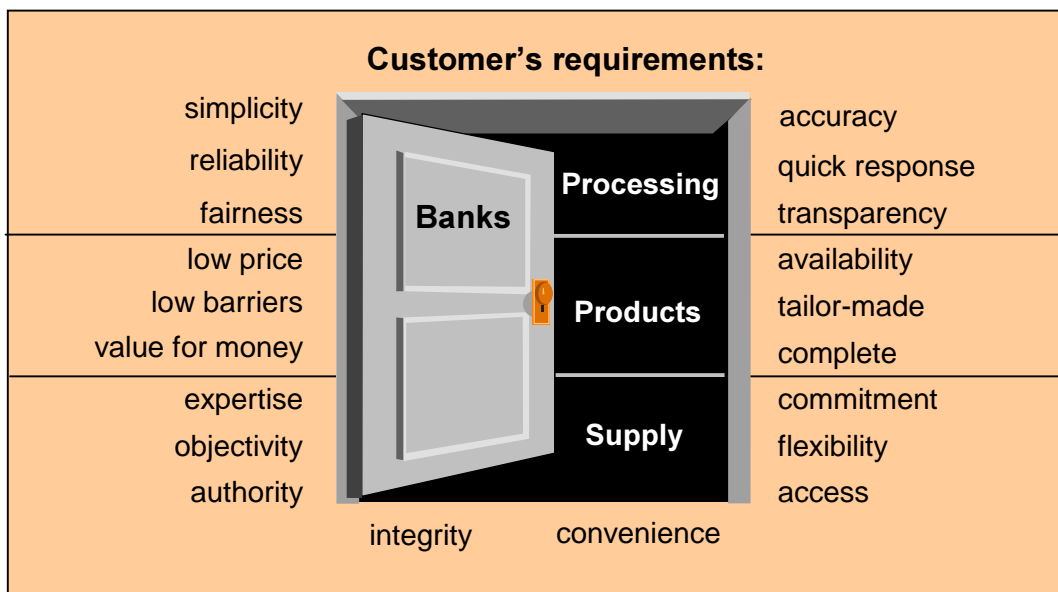 Customer’s requirements:
simplicity
accuracy
reliability
Processing
quick response
fairness
Banks
transparency
low price
availability
low barriers
Products
tailor-made
value for money
complete
expertise
commitment
objectivity
Supply
flexibility
authority
access
integrity
convenience